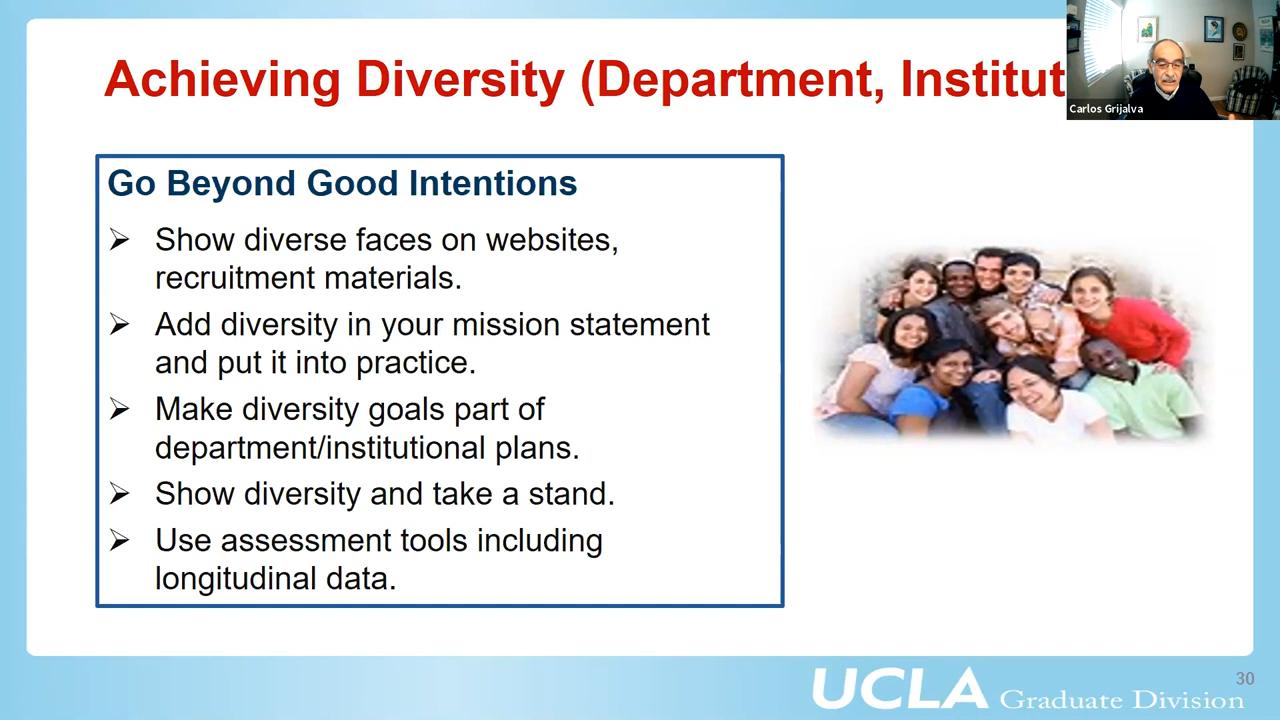 Achieving Diversity (Department, Institut
Carlos Grijalva
Go Beyond Good Intentions
Show diverse faces on websites,
recruitment materials.
Add diversity in your mission statement
and put it into practice.
Make diversity goals part of
department/institutional plans.
Show diversity and take a stand.
Use assessment tools including
longitudinal data.
30
UCLA Graduate Division